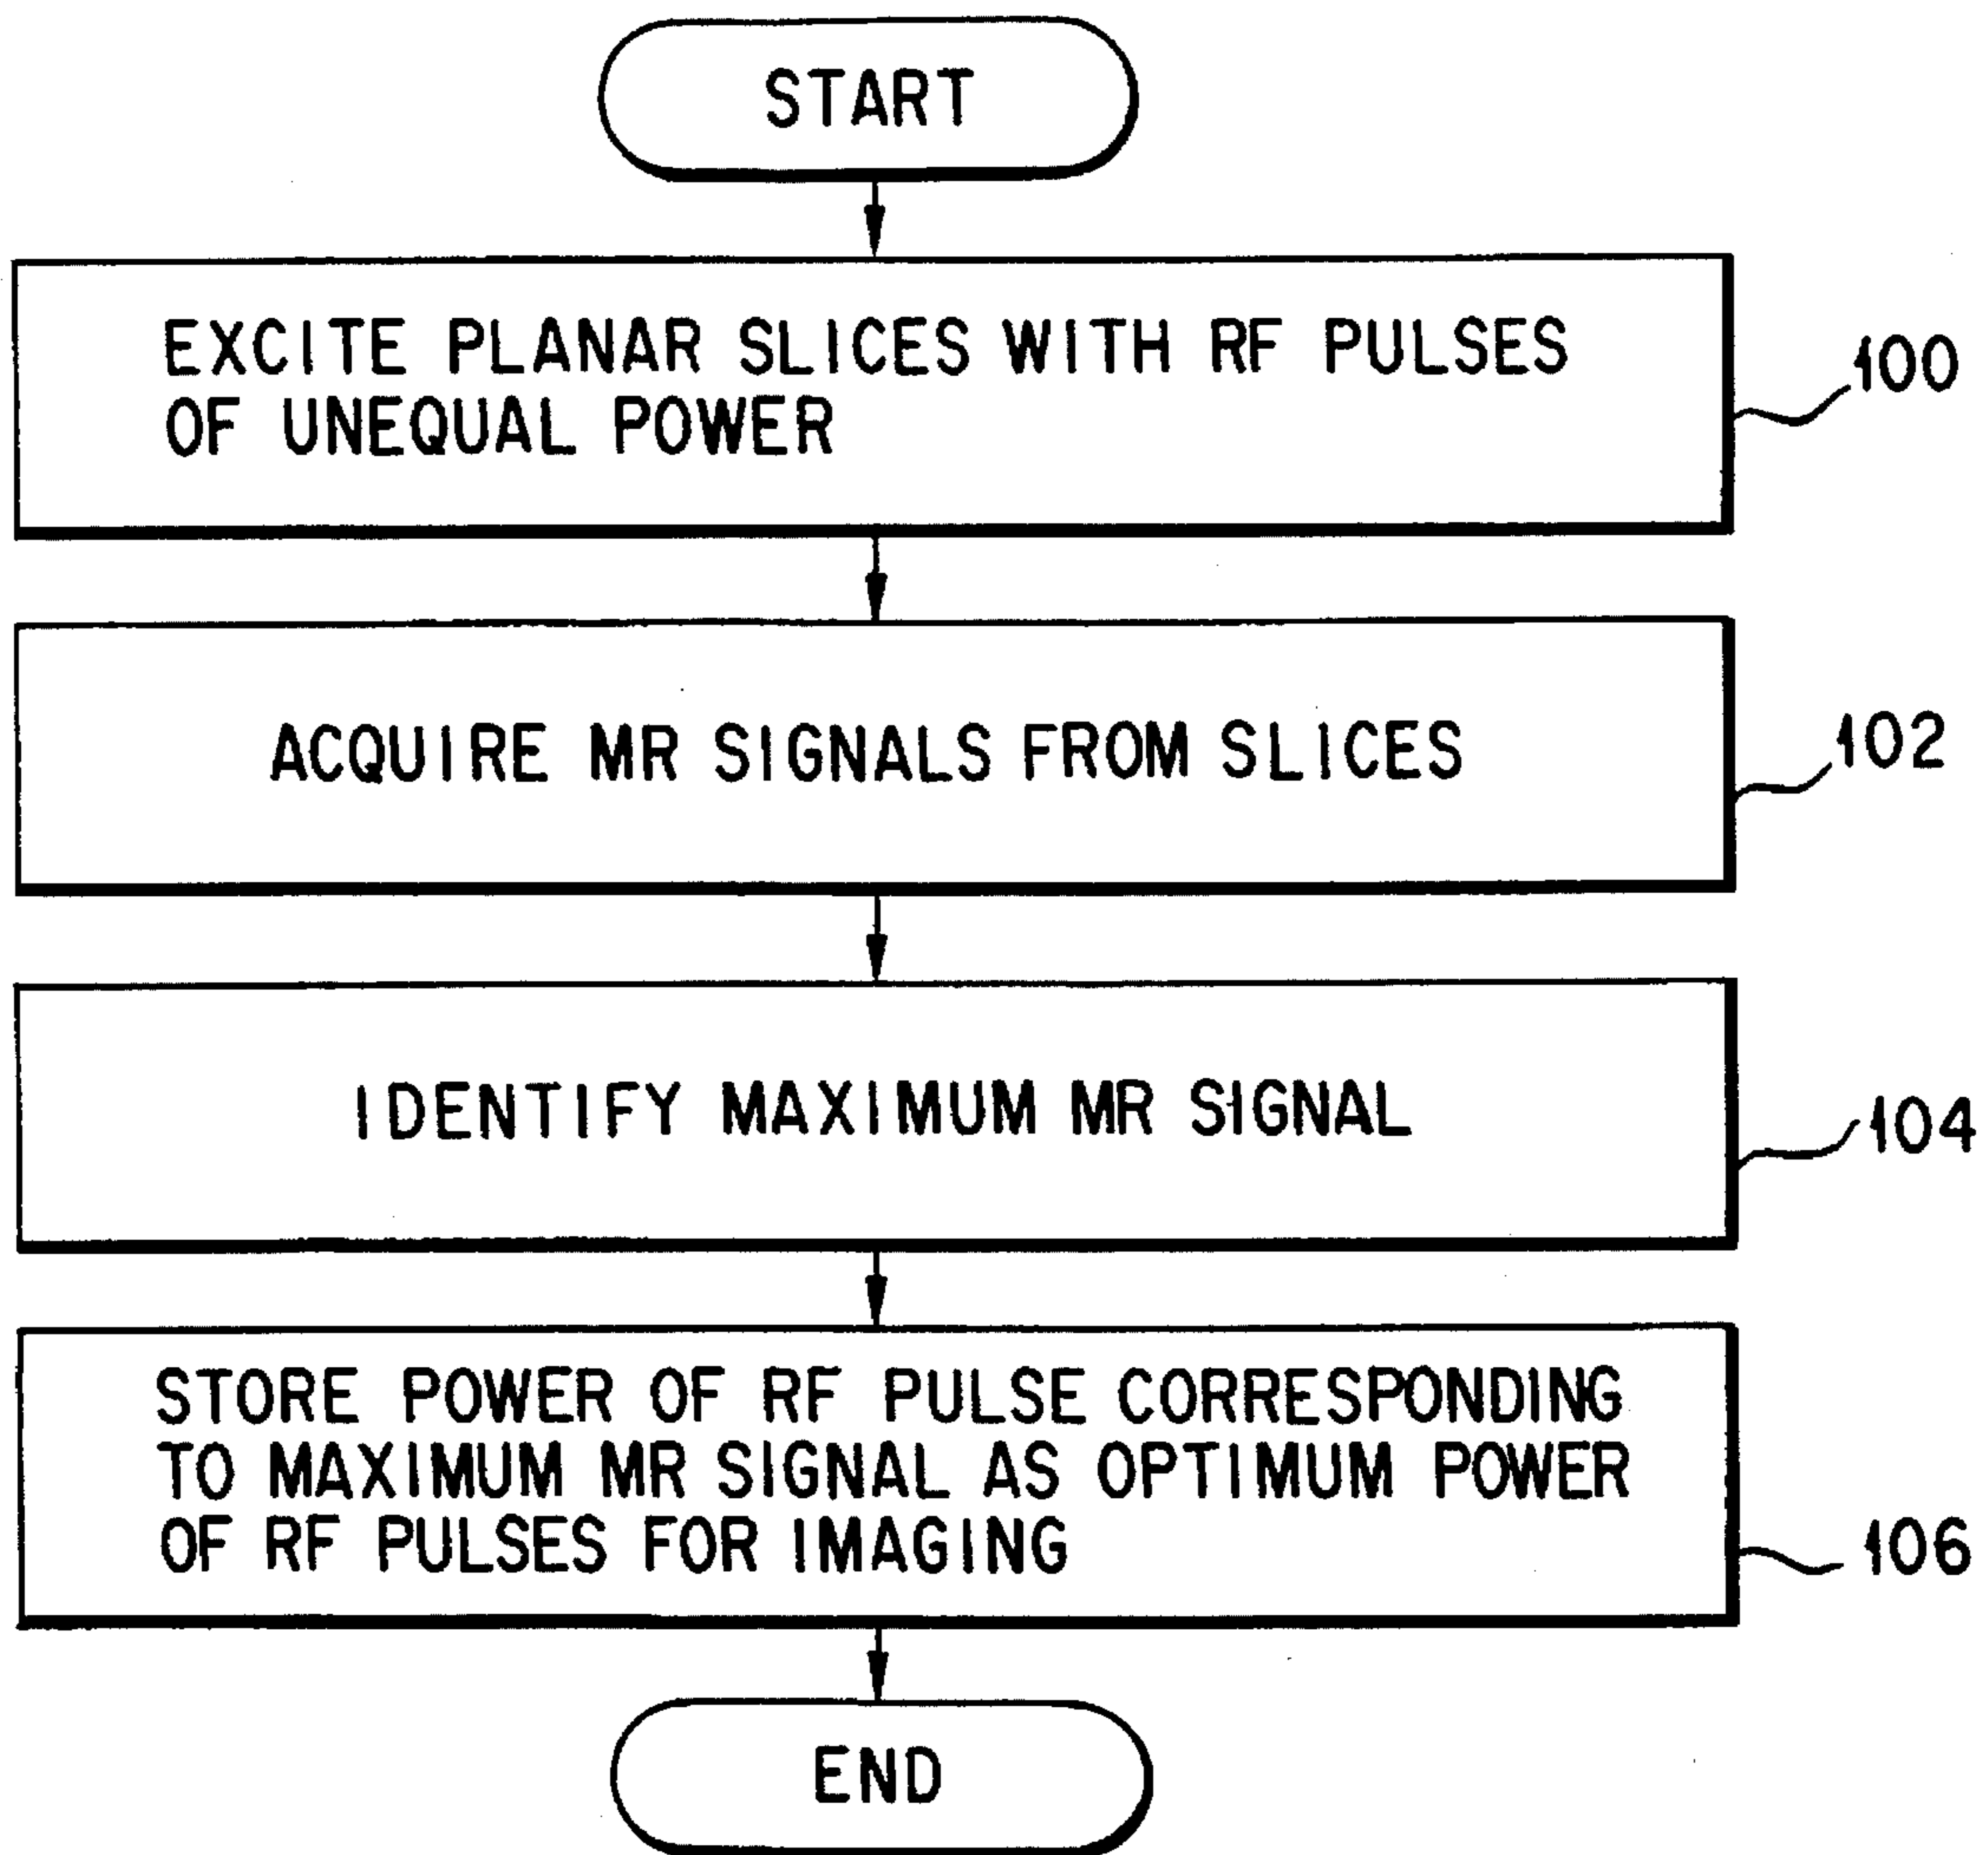 START
EXCITE PLANAR SLICES WITH RF PULSES
OF UNEQUAL POWER
100
ACQUIRE MR SIGNALS FROM SLICES
102
IDENTIFY MAXIMUM MR SIGNAL
104
STORE POWER OF RF PULSE CORRESPONDING
TO MAXIMUM MR SIGNAL AS OPTIMUM POWER
OF RF PULSES FOR IMAGING
106
END